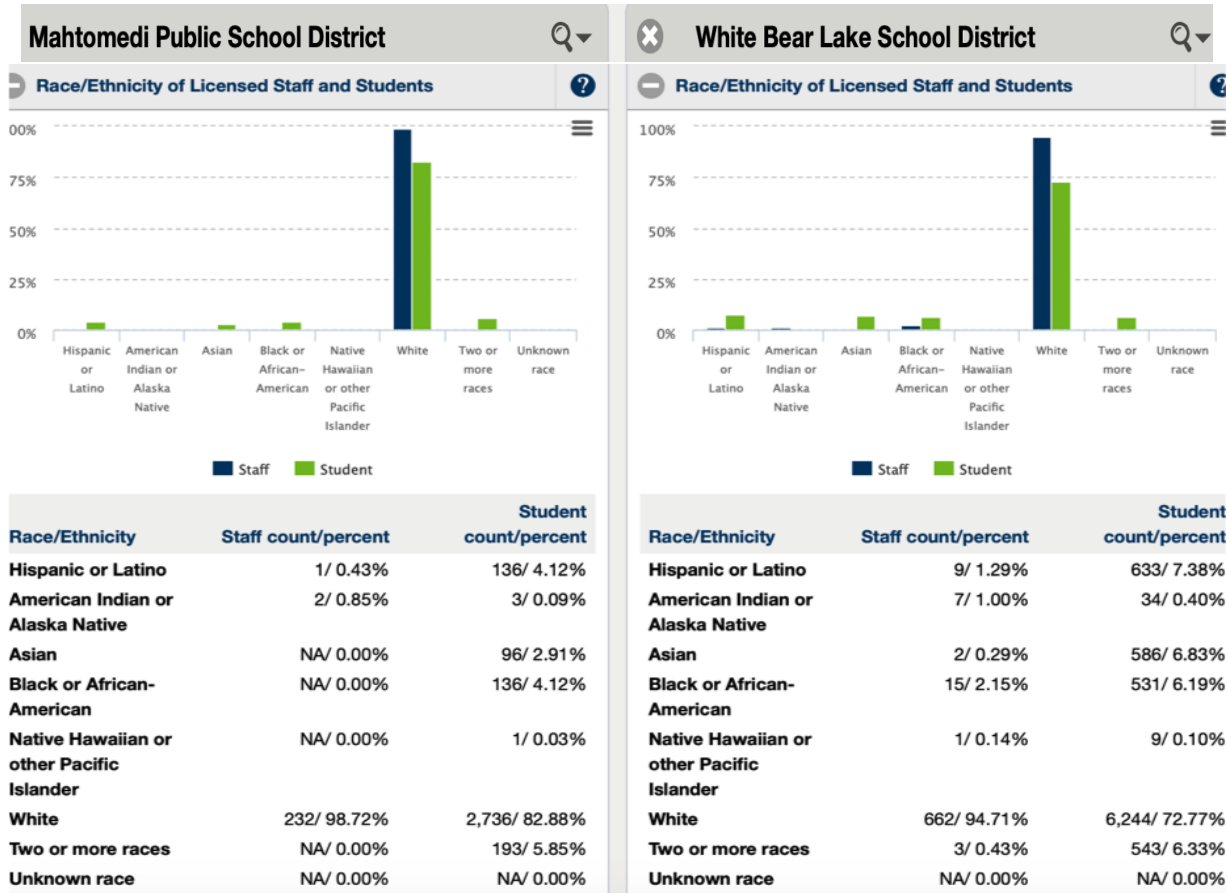 Mahtomedi Public School District
Race/Ethnicity of Licensed Staff and Students
?
00%
75%
50%
25%
0%
Hispanic or Latino
American Indian or Alaska Native
Asian
Black or African-American
Native Hawaiian or other Pacific Islander
White
Two or more races
Unknown race
Staff
Student
Race/Ethnicity Staff count/percent Student count/percent
Hispanic or Latino 1/ 0.43% 136/ 4.12%
American Indian or Alaska Native 2/ 0.85% 3/ 0.09%
Asian NA/ 0.00% 96/ 2.91%
Black or African-American NA/ 0.00% 136/ 4.12%
Native Hawaiian or other Pacific Islander NA/ 0.00% 1/ 0.03%
White 232/ 98.72% 2,736/ 82.88%
Two or more races NA/ 0.00% 193/ 5.85%
Unknown race NA/ 0.00% NA/ 0.00%
White Bear Lake School District
Race/Ethnicity of Licensed Staff and Students
?
100%
75%
50%
25%
0%
Hispanic or Latino
American Indian or Alaska Native
Asian
Black or African-American
Native Hawaiian or other Pacific Islander
White
Two or more races
Unknown race
Staff
Student
Race/Ethnicity Staff count/percent Student count/percent
Hispanic or Latino 9/ 1.29% 633/ 7.38%
American Indian or Alaska Native 7/ 1.00% 34/ 0.40%
Asian 2/ 0.29% 586/ 6.83%
Black or African-American 15/ 2.15% 531/ 6.19%
Native Hawaiian or other Pacific Islander 1/ 0.14% 9/ 0.10%
White 662/ 94.71% 6,244/ 72.77%
Two or more races 3/ 0.43% 543/ 6.33%
Unknown race NA/ 0.00% NA/ 0.00%